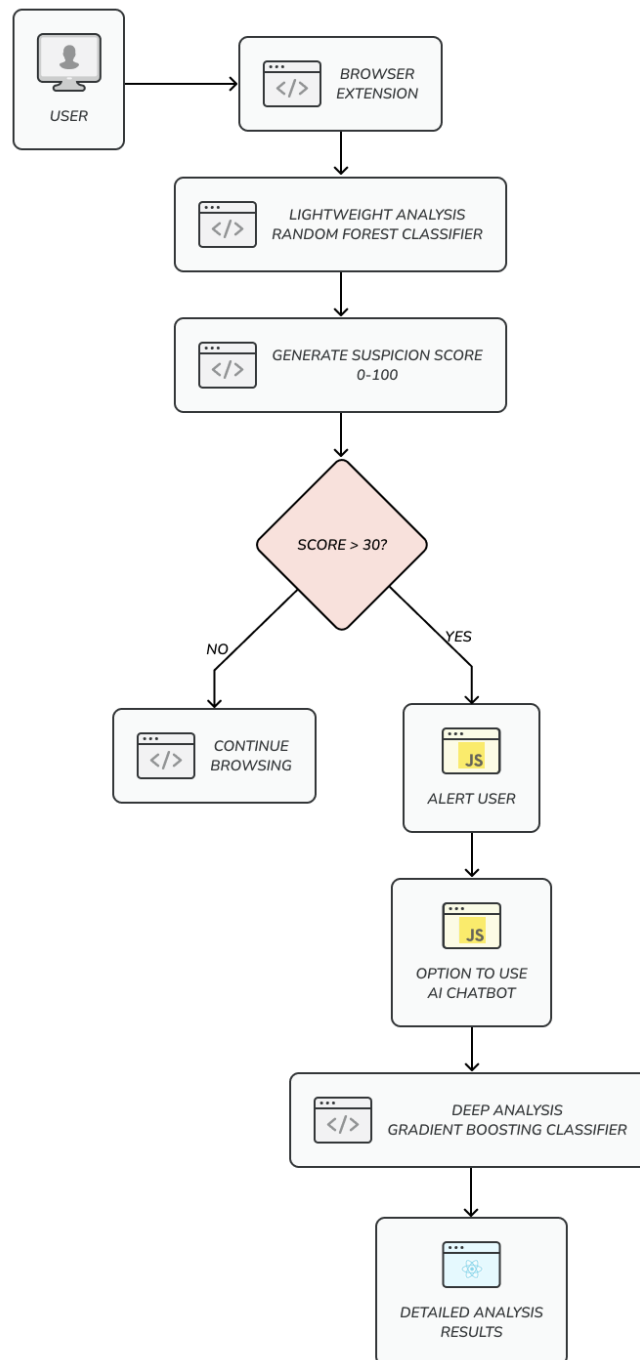 USER
BROWSER
EXTENSION
</>
LIGHTWEIGHT ANALYSIS
RANDOM FOREST CLASSIFIER
</>
GENERATE SUSPICION SCORE
0-100
</>
SCORE > 30?
NO
YES
CONTINUE
BROWSING
</>
JS
ALERT USER
JS
OPTION TO USE
AI CHATBOT
DEEP ANALYSIS
GRADIENT BOOSTING CLASSIFIER
</>
DETAILED ANALYSIS
RESULTS